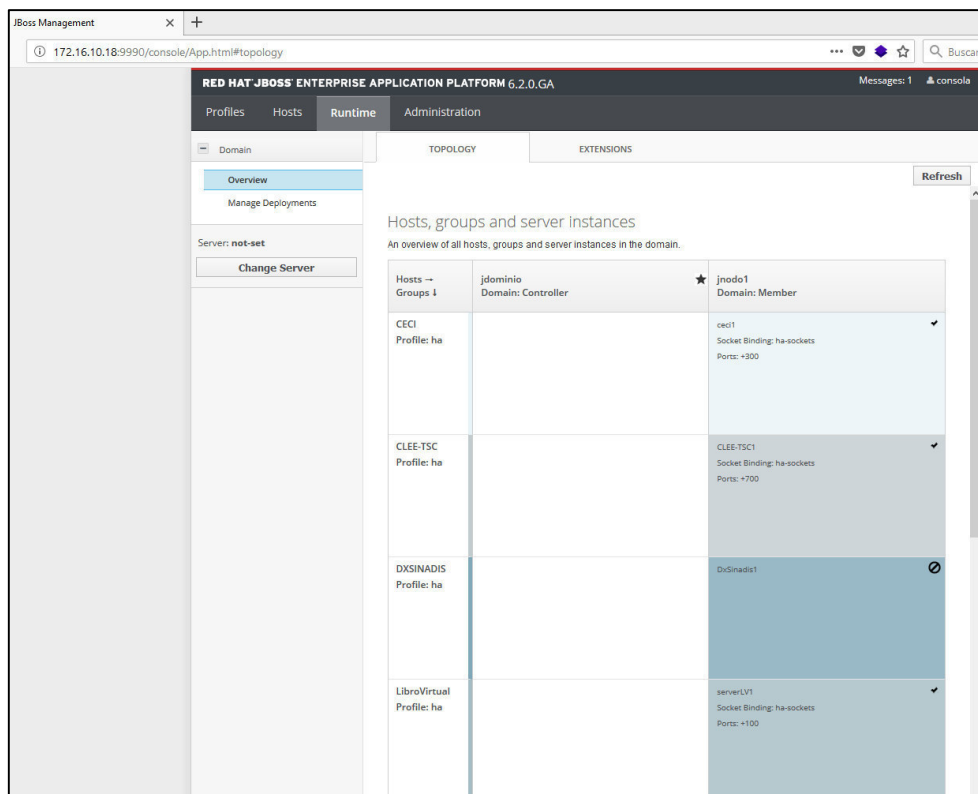 JBoss Management
172.16.10.18:9990/console/App.html#topology
Buscar
RED HAT® JBOSS® ENTERPRISE APPLICATION PLATFORM 6.2.0.GA
Messages: 1
consola
Profiles
Hosts
Runtime
Administration
Domain
Overview
Manage Deployments
Server: not-set
Change Server
TOPOLOGY
EXTENSIONS
Refresh
Hosts, groups and server instances
An overview of all hosts, groups and server instances in the domain.
Hosts →
Groups ↓
jdominio
Domain: Controller
jnodo1
Domain: Member
CECI
Profile: ha
ceci1
Socket Binding: ha-sockets
Ports: +300
CLEE-TSC
Profile: ha
CLEE-TSC1
Socket Binding: ha-sockets
Ports: +700
DXSINADIS
Profile: ha
DxSinadis1
LibroVirtual
Profile: ha
serverLV1
Socket Binding: ha-sockets
Ports: +100